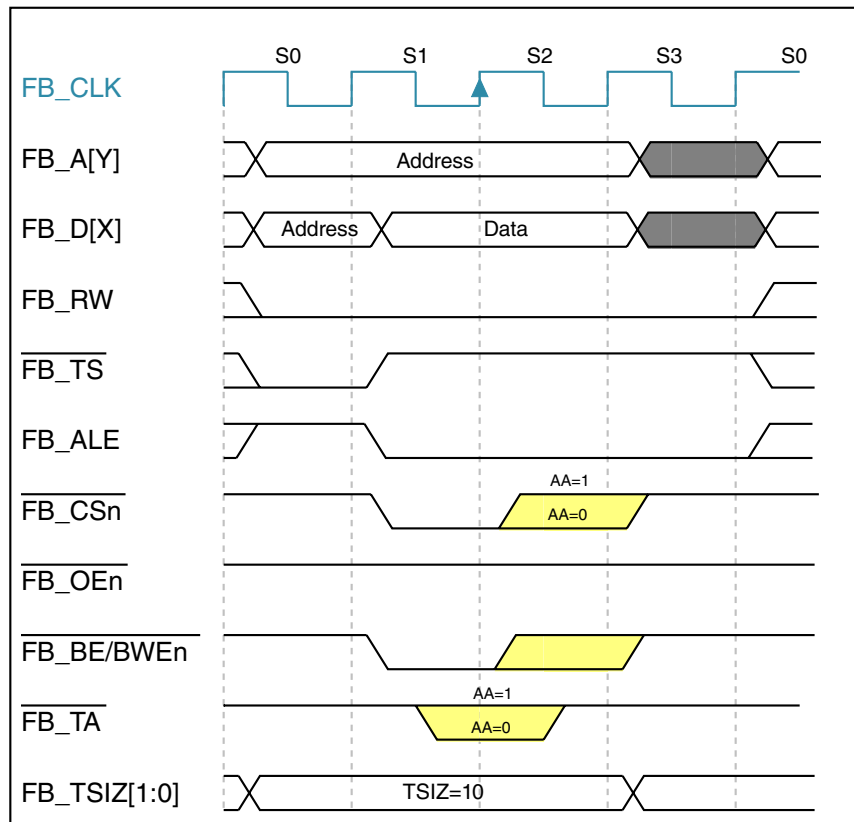 S0 S1 S2 S3 S0
FB_CLK
FB_A[Y] Address
FB_D[X] Address Data
FB_RW
FB_TS
FB_ALE
AA=1
FB_CSn AA=0
FB_OEn
FB_BE/BWEn
AA=1
FB_TA AA=0
FB_TSIZ[1:0] TSIZ=10